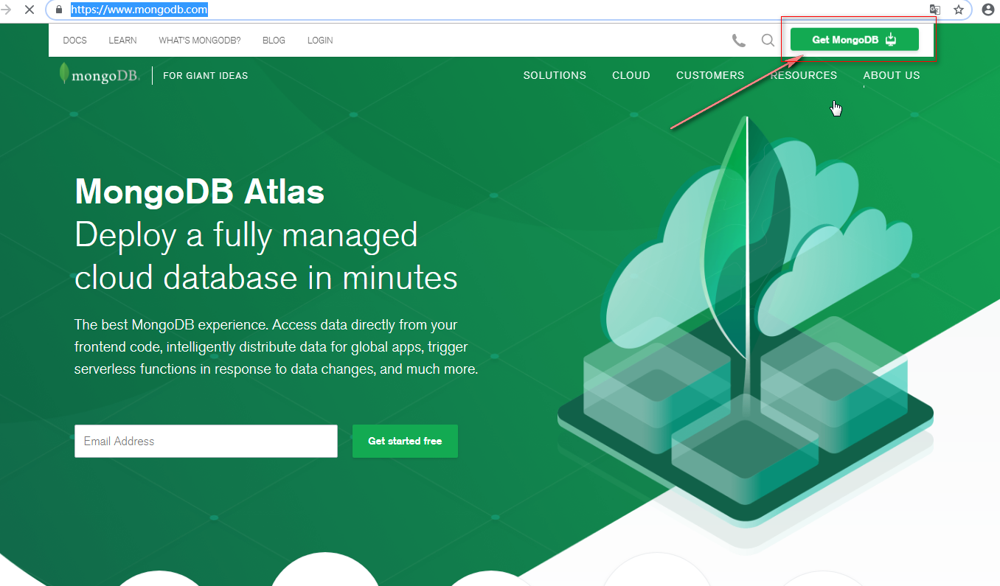 https://www.mongodb.com
DOCS LEARN WHAT'S MONGODB? BLOG LOGIN Get MongoDB
mongoDB. FOR GIANT IDEAS SOLUTIONS CLOUD CUSTOMERS RESOURCES ABOUT US
MongoDB Atlas
Deploy a fully managed
cloud database in minutes
The best MongoDB experience. Access data directly from your
frontend code, intelligently distribute data for global apps, trigger
serverless functions in response to data changes, and much more.
Email Address Get started free